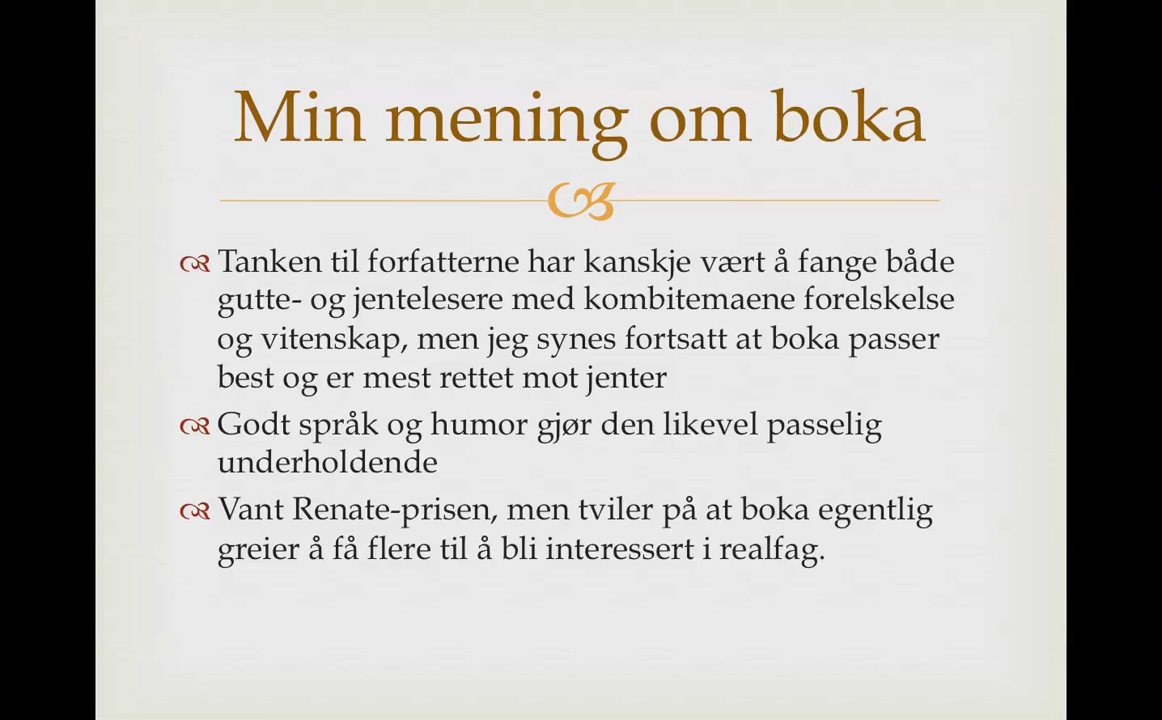 Min mening om boka
Tanken til forfatterne har kanskje vært å fange både
gutte- og jentelesere med kombitemaene forelskelse
og vitenskap, men jeg synes fortsatt at boka passer
best og er mest rettet mot jenter
Godt språk og humor gjør den likevel passelig
underholdende
Vant Renate-prisen, men tviler på at boka egentlig
greier å få flere til å bli interessert i realfag.